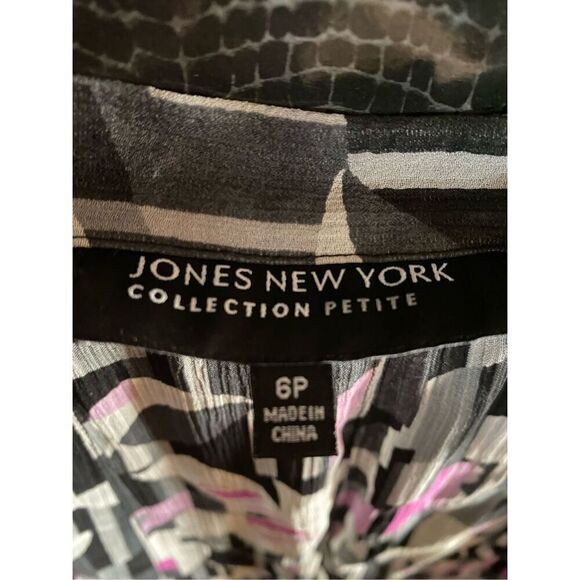 JONES NEW YORK
COLLECTION PETITE
6P
MADE IN
CHINA